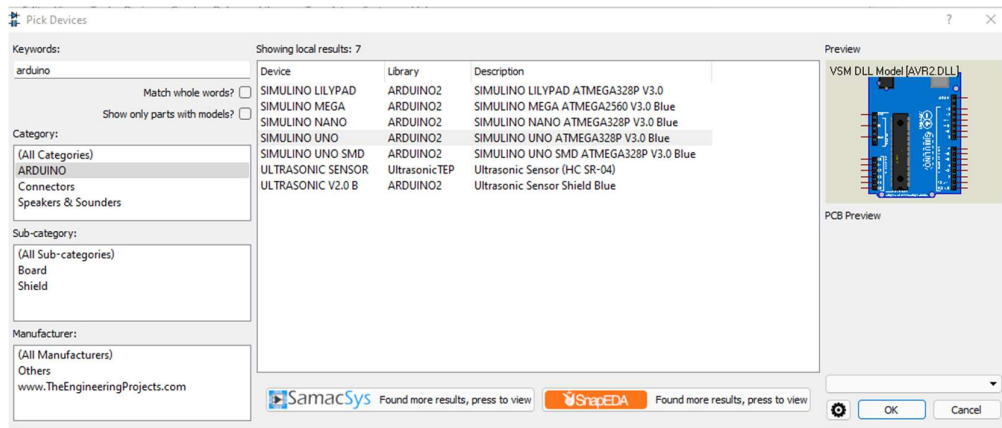 Pick Devices
? ×
Keywords:
arduino
Match whole words?
Show only parts with models?
Category:
(All Categories)
ARDUINO
Connectors
Speakers & Sounders
Sub-category:
(All Sub-categories)
Board
Shield
Manufacturer:
(All Manufacturers)
Others
www.TheEngineeringProjects.com
Showing local results: 7
Device Library Description
SIMULINO LILYPAD ARDUINO2 SIMULINO LILYPAD ATMEGA328P V3.0
SIMULINO MEGA ARDUINO2 SIMULINO MEGA ATMEGA2560 V3.0 Blue
SIMULINO NANO ARDUINO2 SIMULINO NANO ATMEGA328P V3.0 Blue
SIMULINO UNO ARDUINO2 SIMULINO UNO ATMEGA328P V3.0 Blue
SIMULINO UNO SMD ARDUINO2 SIMULINO UNO SMD ATMEGA328P V3.0 Blue
ULTRASONIC SENSOR UltrasonicTEP Ultrasonic Sensor (HC SR-04)
ULTRASONIC V2.0 B ARDUINO2 Ultrasonic Sensor Shield Blue
SamacSys Found more results, press to view
SnapEDA Found more results, press to view
Preview
VSM DLL Model [AVR2.DLL]
SIMULINO
PCB Preview
OK Cancel